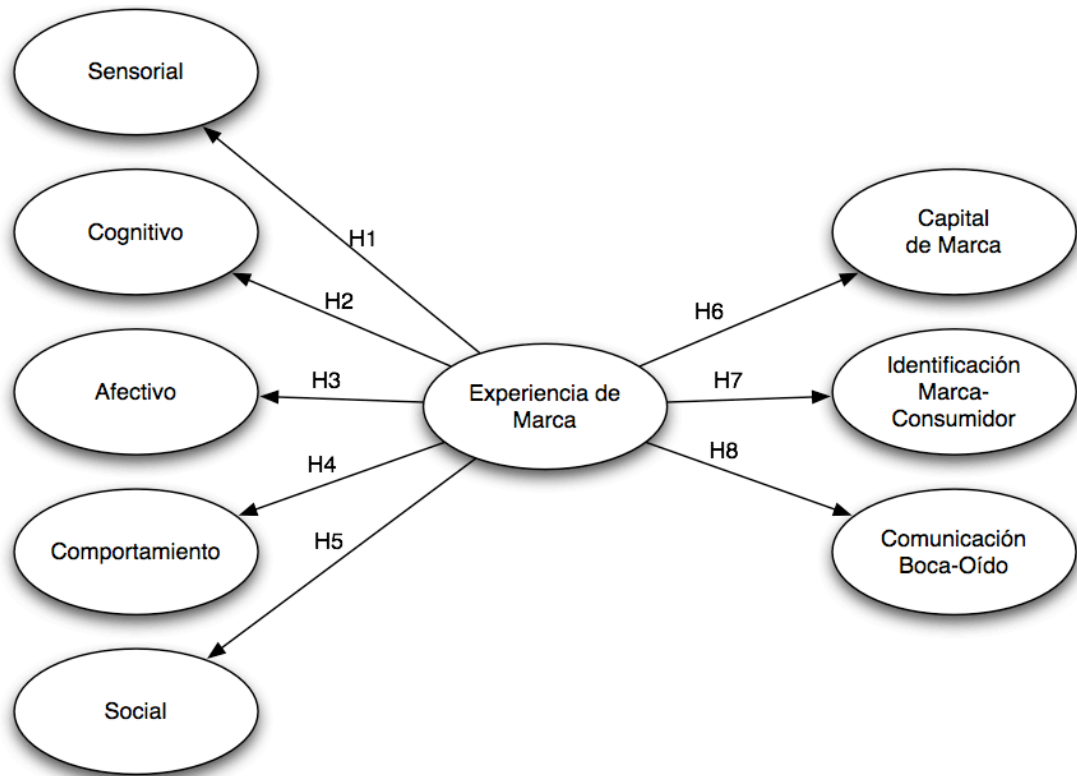 Sensorial
Cognitivo
Afectivo
Comportamiento
Social
H1
H2
H3
H4
H5
Experiencia de
Marca
H6
H7
H8
Capital
de Marca
Identificación
Marca-
Consumidor
Comunicación
Boca-Oído